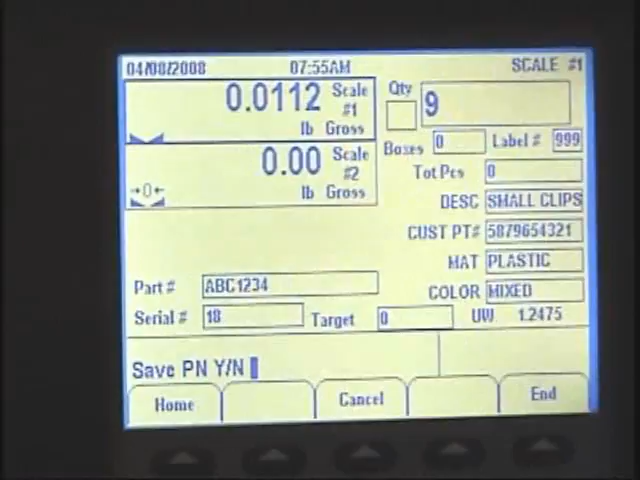 04/08/2008 07:55AM SCALE #1
0.0112 Scale #1
lb Gross
Qty 9
Boxes 0 Label # 999
0.00 Scale #2
lb Gross
→0←
Tot Pcs 0
DESC SMALL CLIPS
CUST PT# 5879654321
MAT PLASTIC
Part # ABC1234
COLOR MIXED
Serial # 18 Target 0 UW 1.2475
Save PN Y/N
Home Cancel End